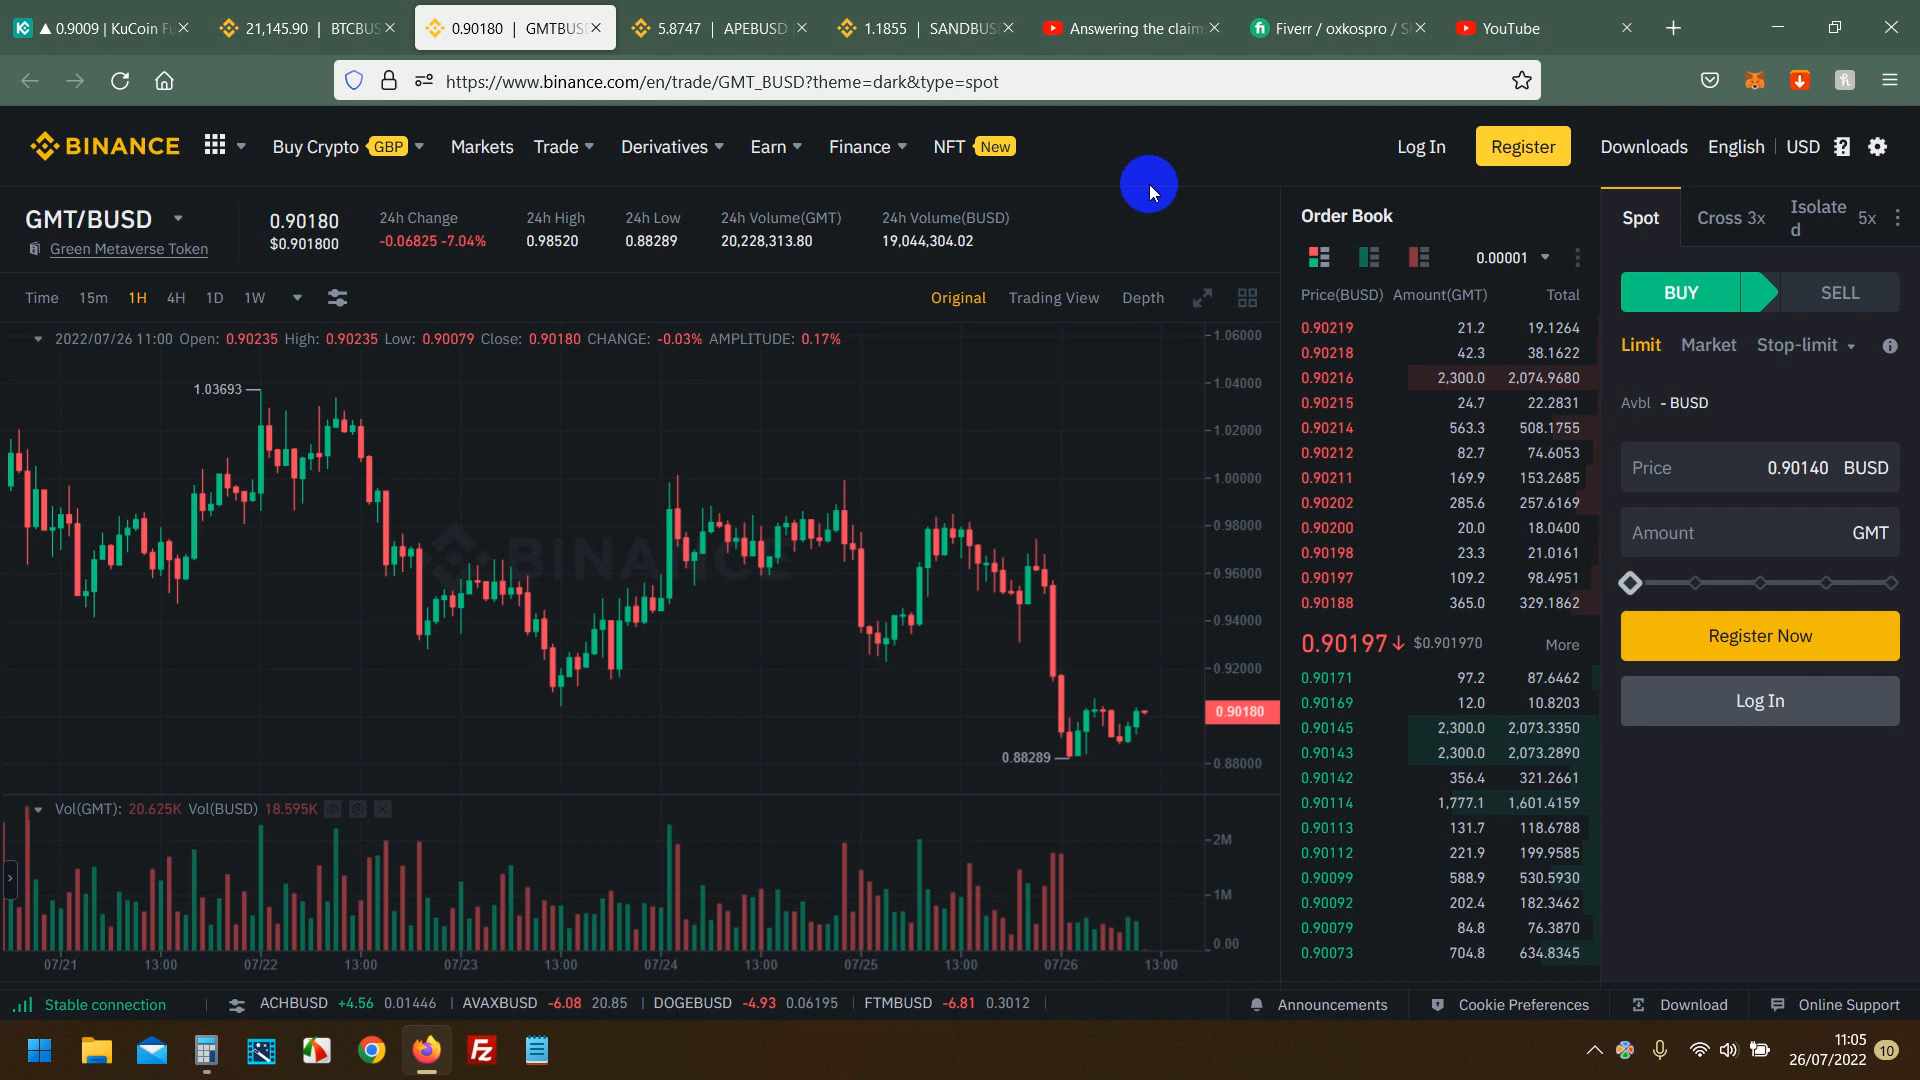 ▲ 0.9009 | KuCoin Fu
21,145.90 | BTCBUS
0.90180 | GMTBUS
5.8747 | APEBUSD
1.1855 | SANDBUS
Answering the claim
Fiverr / oxkospro / S
YouTube
https://www.binance.com/en/trade/GMT_BUSD?theme=dark&type=spot
BINANCE
Buy Crypto GBP
Markets
Trade
Derivatives
Earn
Finance
NFT New
Log In
Register
Downloads
English
USD
GMT/BUSD
Green Metaverse Token
0.90180
$0.901800
24h Change
-0.06825 -7.04%
24h High
0.98520
24h Low
0.88289
24h Volume(GMT)
20,228,313.80
24h Volume(BUSD)
19,044,304.02
Time 15m 1H 4H 1D 1W
Original Trading View Depth
2022/07/26 11:00 Open: 0.90235 High: 0.90235 Low: 0.90079 Close: 0.90180 CHANGE: -0.03% AMPLITUDE: 0.17%
1.03693
0.88289
BINANCE
1.06000
1.04000
1.02000
1.00000
0.98000
0.96000
0.94000
0.92000
0.90180
0.88000
Vol(GMT): 20.625K Vol(BUSD) 18.595K
2M
1M
0.00
07/21 13:00 07/22 13:00 07/23 13:00 07/24 13:00 07/25 13:00 07/26 13:00
Order Book
0.00001
Price(BUSD) Amount(GMT) Total
0.90219 21.2 19.1264
0.90218 42.3 38.1622
0.90216 2,300.0 2,074.9680
0.90215 24.7 22.2831
0.90214 563.3 508.1755
0.90212 82.7 74.6053
0.90211 169.9 153.2685
0.90202 285.6 257.6169
0.90200 20.0 18.0400
0.90198 23.3 21.0161
0.90197 109.2 98.4951
0.90188 365.0 329.1862
0.90197↓ $0.901970 More
0.90171 97.2 87.6462
0.90169 12.0 10.8203
0.90145 2,300.0 2,073.3350
0.90143 2,300.0 2,073.2890
0.90142 356.4 321.2661
0.90114 1,777.1 1,601.4159
0.90113 131.7 118.6788
0.90112 221.9 199.9585
0.90099 588.9 530.5930
0.90092 202.4 182.3462
0.90079 84.8 76.3870
0.90073 704.8 634.8345
Spot
Cross 3x
Isolate
d
5x
BUY
SELL
Limit Market Stop-limit
Avbl - BUSD
Price 0.90140 BUSD
Amount GMT
Register Now
Log In
Stable connection
ACHBUSD +4.56 0.01446 | AVAXBUSD -6.08 20.85 | DOGEBUSD -4.93 0.06195 | FTMBUSD -6.81 0.3012 |
Announcements
Cookie Preferences
Download
Online Support
11:05
26/07/2022
10